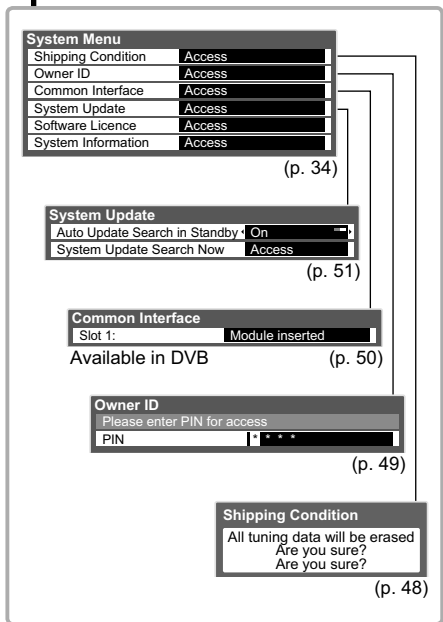 System Menu
Shipping Condition Access
Owner ID Access
Common Interface Access
System Update Access
Software Licence Access
System Information Access
(p. 34)
System Update
Auto Update Search in Standby On
System Update Search Now Access
(p. 51)
Common Interface
Slot 1: Module inserted
Available in DVB (p. 50)
Owner ID
Please enter PIN for access
PIN * * * *
(p. 49)
Shipping Condition
All tuning data will be erased
Are you sure?
Are you sure?
(p. 48)